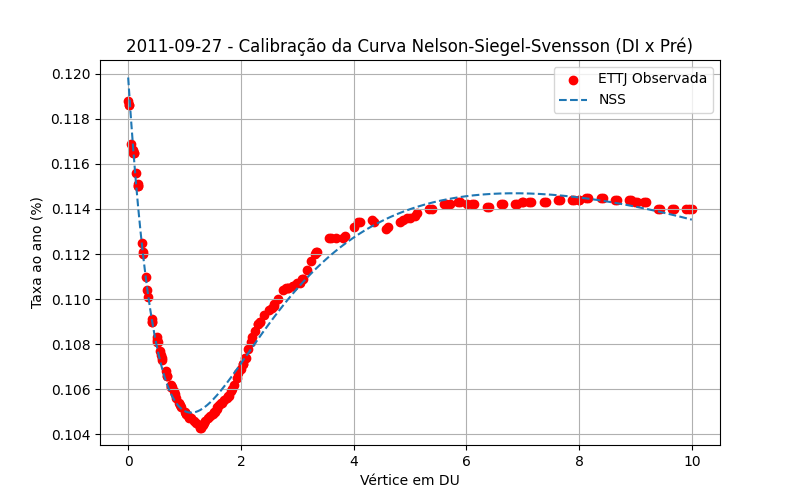 2011-09-27 - Calibração da Curva Nelson-Siegel-Svensson (DI x Pré)
ETTJ Observada
NSS
Taxa ao ano (%)
0.120
0.118
0.116
0.114
0.112
0.110
0.108
0.106
0.104
0 2 4 6 8 10
Vértice em DU